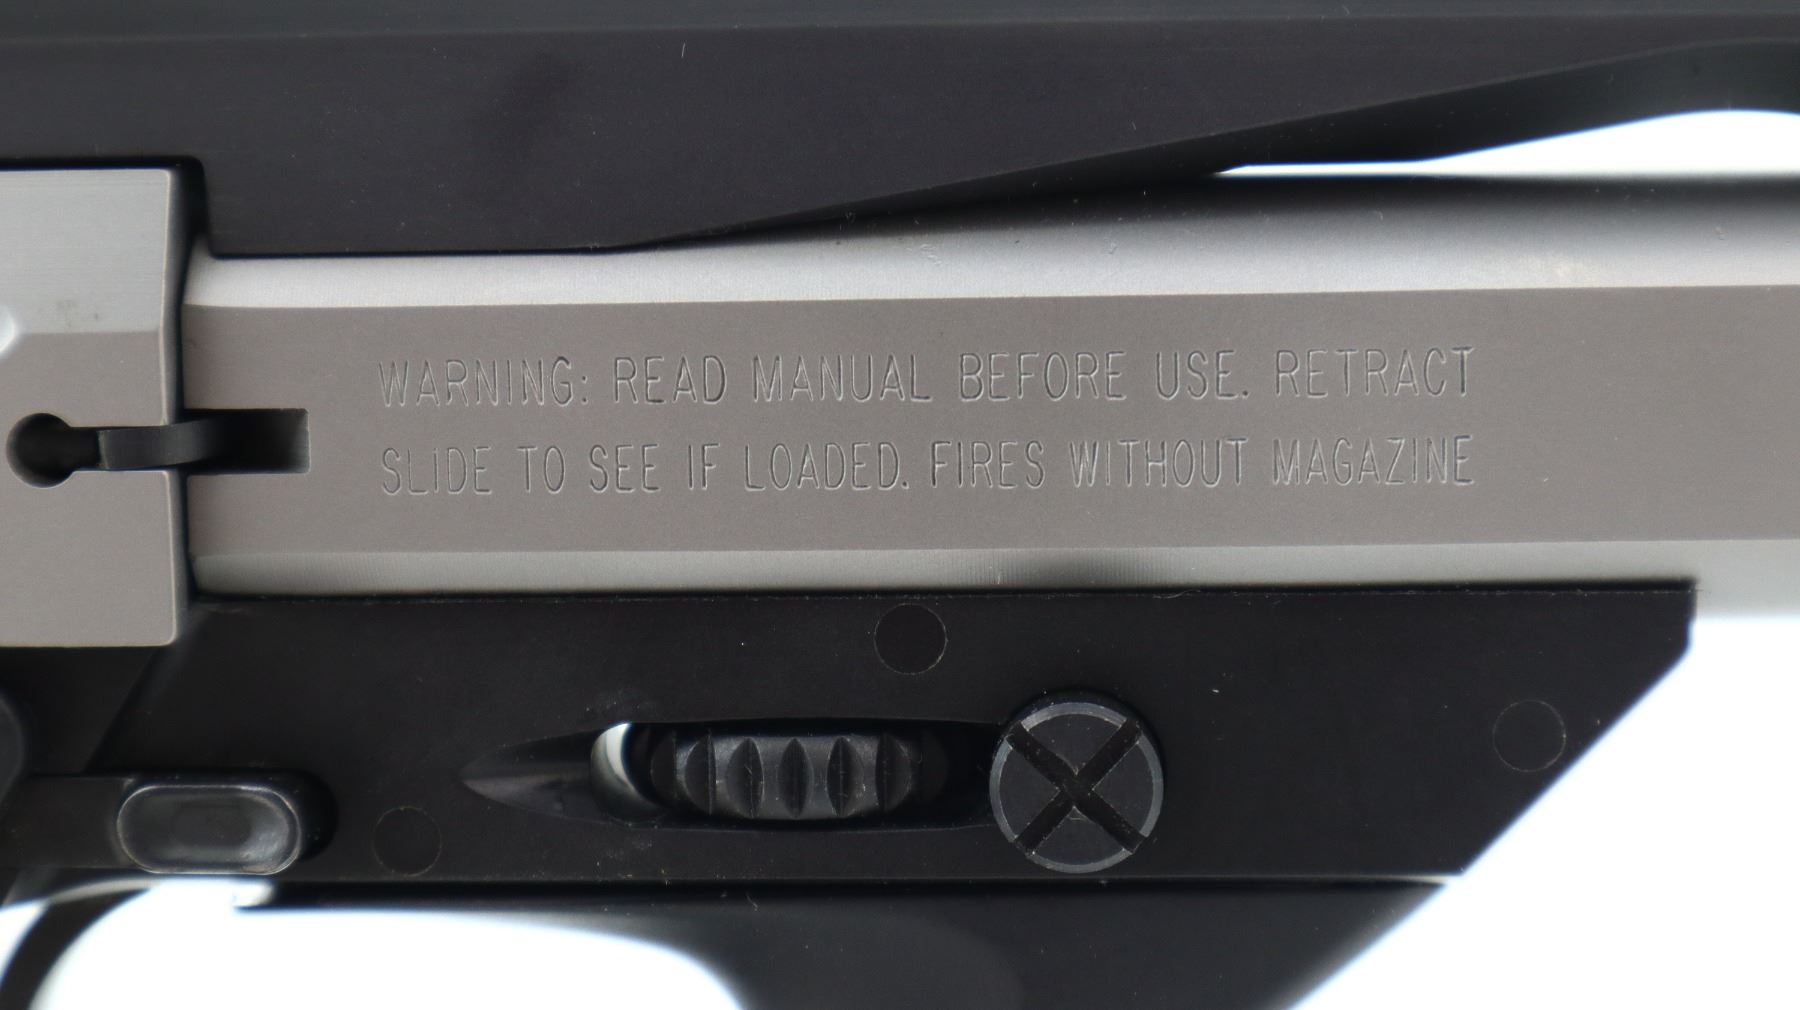 WARNING: READ MANUAL BEFORE USE. RETRACT
SLIDE TO SEE IF LOADED. FIRES WITHOUT MAGAZINE